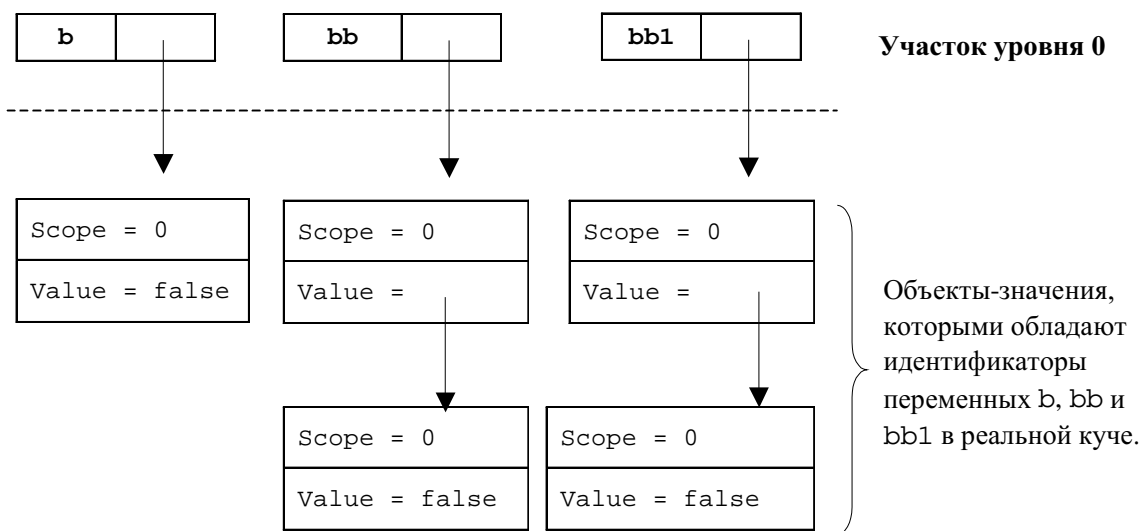 b
bb
bb1
Участок уровня 0
Scope = 0
Value = false
Scope = 0
Value =
Scope = 0
Value =
Scope = 0
Value = false
Scope = 0
Value = false
Объекты-значения,
которыми обладают
идентификаторы
переменных b, bb и
bb1 в реальной куче.